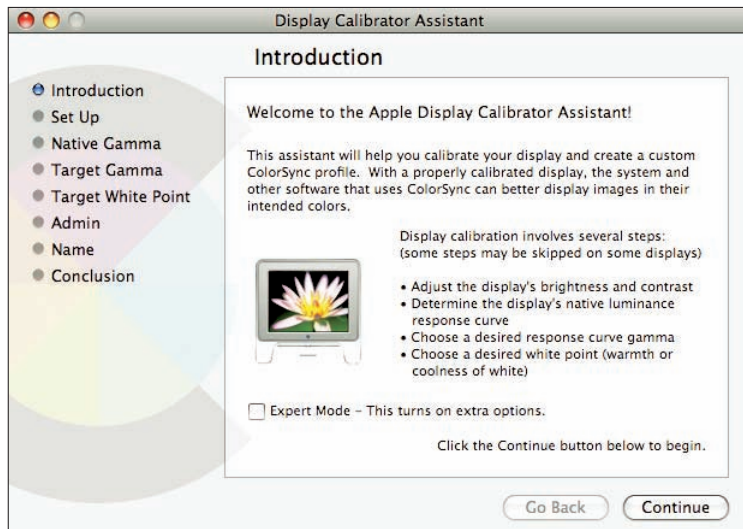 Display Calibrator Assistant
Introduction
Introduction
Set Up
Native Gamma
Target Gamma
Target White Point
Admin
Name
Conclusion
Welcome to the Apple Display Calibrator Assistant!
This assistant will help you calibrate your display and create a custom
ColorSync profile. With a properly calibrated display, the system and
other software that uses ColorSync can better display images in their
intended colors.
Display calibration involves several steps:
(some steps may be skipped on some displays)
• Adjust the display's brightness and contrast
• Determine the display's native luminance
response curve
• Choose a desired response curve gamma
• Choose a desired white point (warmth or
coolness of white)
Expert Mode – This turns on extra options.
Click the Continue button below to begin.
Go Back
Continue